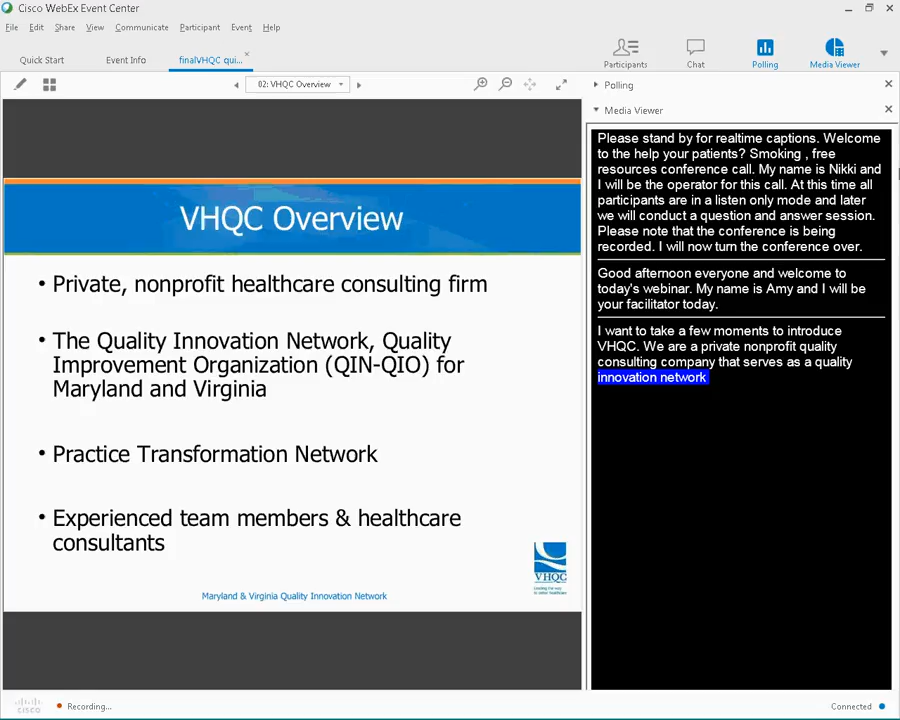 Cisco WebEx Event Center
File Edit Share View Communicate Participant Event Help
Quick Start Event Info finalVHQC qui...
Participants Chat Polling Media Viewer
02: VHQC Overview
Polling
Media Viewer
VHQC Overview
• Private, nonprofit healthcare consulting firm
• The Quality Innovation Network, Quality
Improvement Organization (QIN-QIO) for
Maryland and Virginia
• Practice Transformation Network
• Experienced team members & healthcare
consultants
VHQC
Maryland & Virginia Quality Innovation Network
Please stand by for realtime captions. Welcome
to the help your patients? Smoking , free
resources conference call. My name is Nikki and
I will be the operator for this call. At this time all
participants are in a listen only mode and later
we will conduct a question and answer session.
Please note that the conference is being
recorded. I will now turn the conference over.
Good afternoon everyone and welcome to
today's webinar. My name is Amy and I will be
your facilitator today.
I want to take a few moments to introduce
VHQC. We are a private nonprofit quality
consulting company that serves as a quality
innovation network
cisco
Recording...
Connected